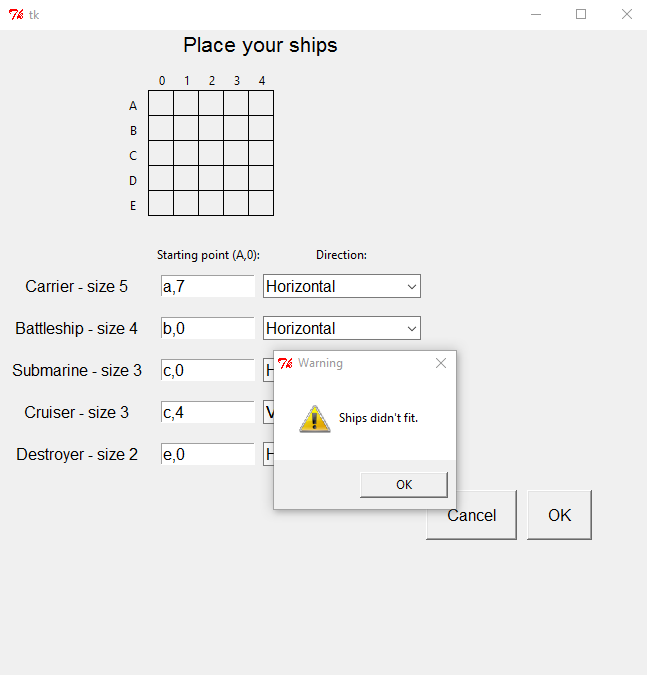 tk
Place your ships
0 1 2 3 4
A
B
C
D
E
Starting point (A,0): Direction:
Carrier - size 5 a,7 Horizontal
Battleship - size 4 b,0 Horizontal
Warning
Submarine - size 3 c,0 H
Cruiser - size 3 c,4 V
Ships didn't fit.
Destroyer - size 2 e,0 H
OK
Cancel OK